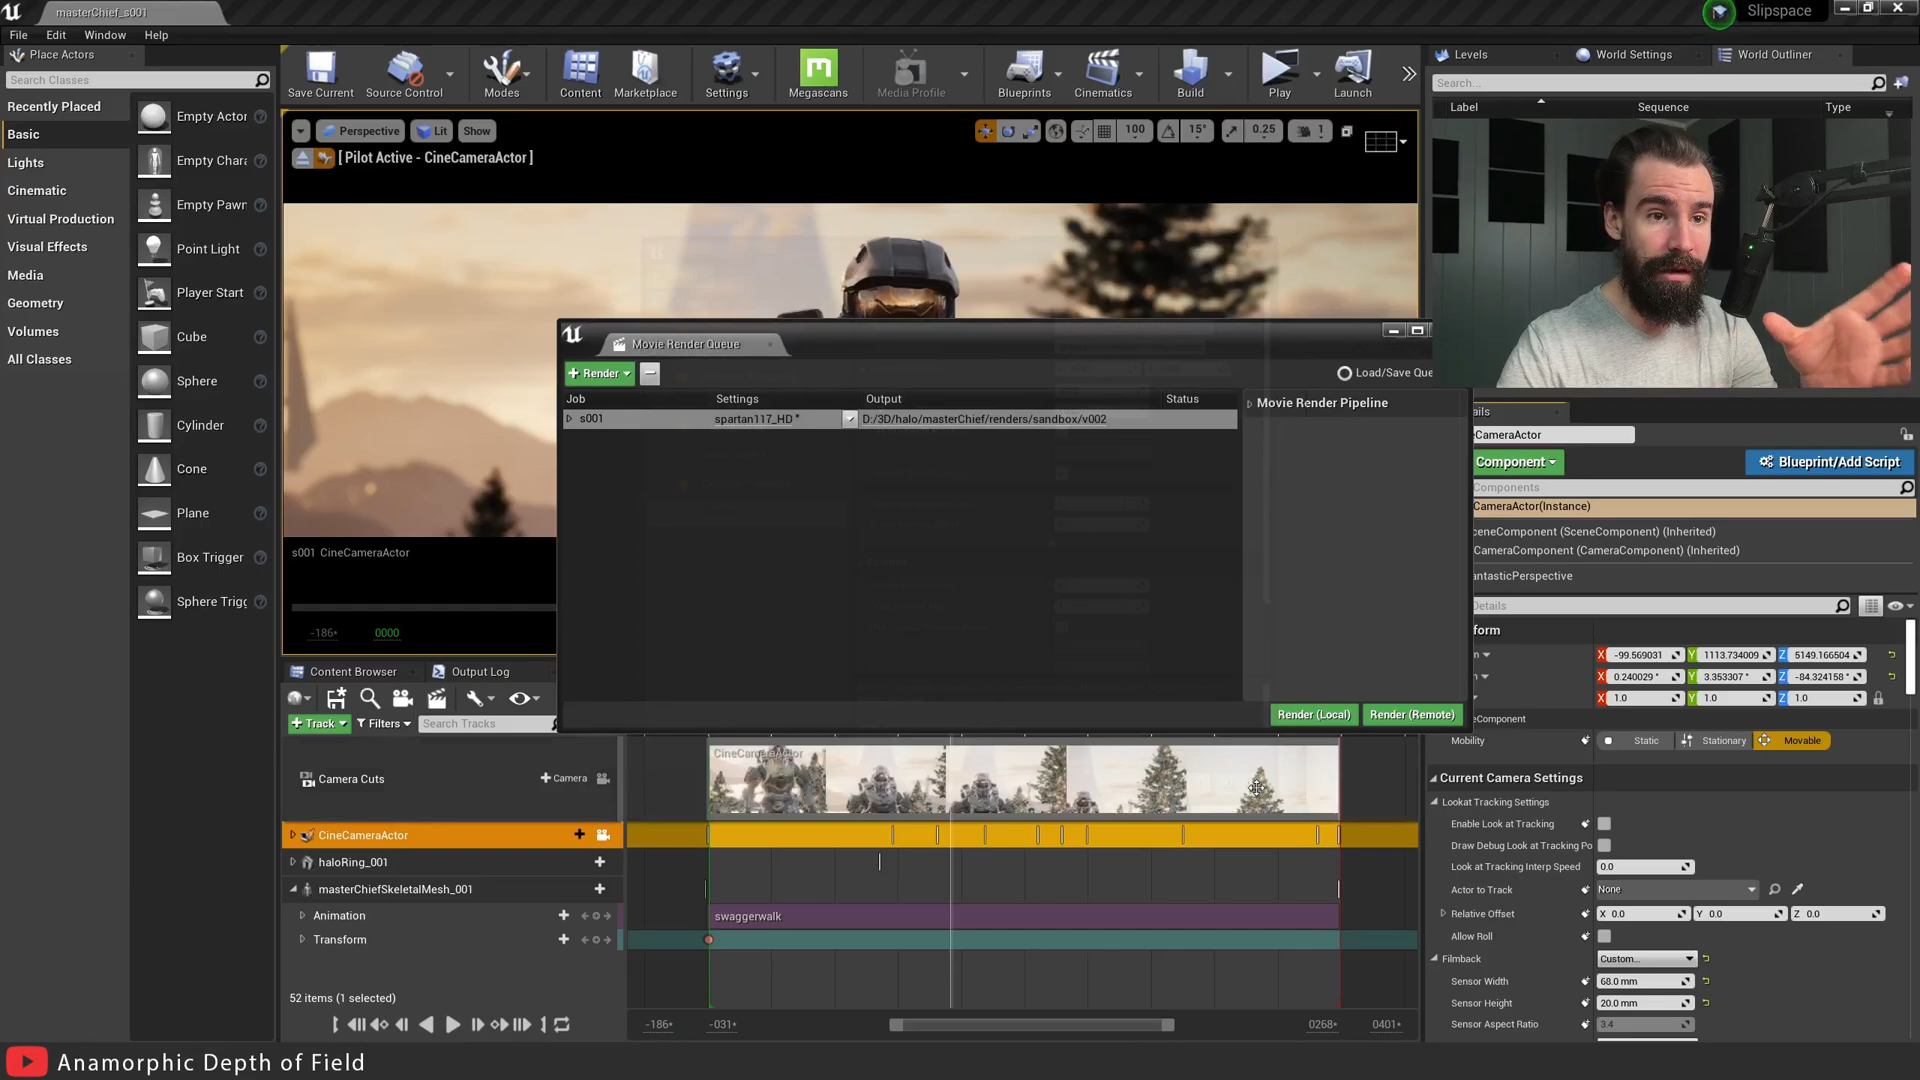 masterChief_s001
Slipspace
File Edit Window Help
Place Actors
Search Classes
Recently Placed
Basic
Lights
Cinematic
Virtual Production
Visual Effects
Media
Geometry
Volumes
All Classes
Empty Actor
Empty Chara
Empty Pawn
Point Light
Player Start
Cube
Sphere
Cylinder
Cone
Plane
Box Trigger
Sphere Trigg
Save Current
Source Control
Modes
Content
Marketplace
Settings
Megascans
Media Profile
Blueprints
Cinematics
Build
Play
Launch
Perspective Lit Show
100 15° 0.25 1
[ Pilot Active - CineCameraActor ]
s001 CineCameraActor
-186* 0000
Levels
World Settings
World Outliner
Search...
Label Sequence Type
Movie Render Queue
Render
Load/Save Que
Job Settings Output Status
s001 spartan117_HD * D:/3D/halo/masterChief/renders/sandbox/v002
Movie Render Pipeline
Render (Local) Render (Remote)
Content Browser
Output Log
Track Filters Search Tracks
Camera Cuts
Camera
CineCameraActor
CineCameraActor
haloRing_001
masterChiefSkeletalMesh_001
Animation
swaggerwalk
Transform
52 items (1 selected)
-186* -031* 0268* 0401*
ails
CameraActor
Component
Blueprint/Add Script
Components
CameraActor(Instance)
ceneComponent (SceneComponent) (Inherited)
CameraComponent (CameraComponent) (Inherited)
antasticPerspective
Details
form
n X -99.569031 Y 1113.734009 Z 5149.166504
n X 0.240029 ° Y 3.353307 ° Z -84.324158 °
X 1.0 Y 1.0 Z 1.0
eComponent
Mobility Static Stationary Movable
Current Camera Settings
Lookat Tracking Settings
Enable Look at Tracking
Draw Debug Look at Tracking Po
Look at Tracking Interp Speed 0.0
Actor to Track None
Relative Offset X 0.0 Y 0.0 Z 0.0
Allow Roll
Filmback Custom...
Sensor Width 68.0 mm
Sensor Height 20.0 mm
Sensor Aspect Ratio 3.4
Anamorphic Depth of Field